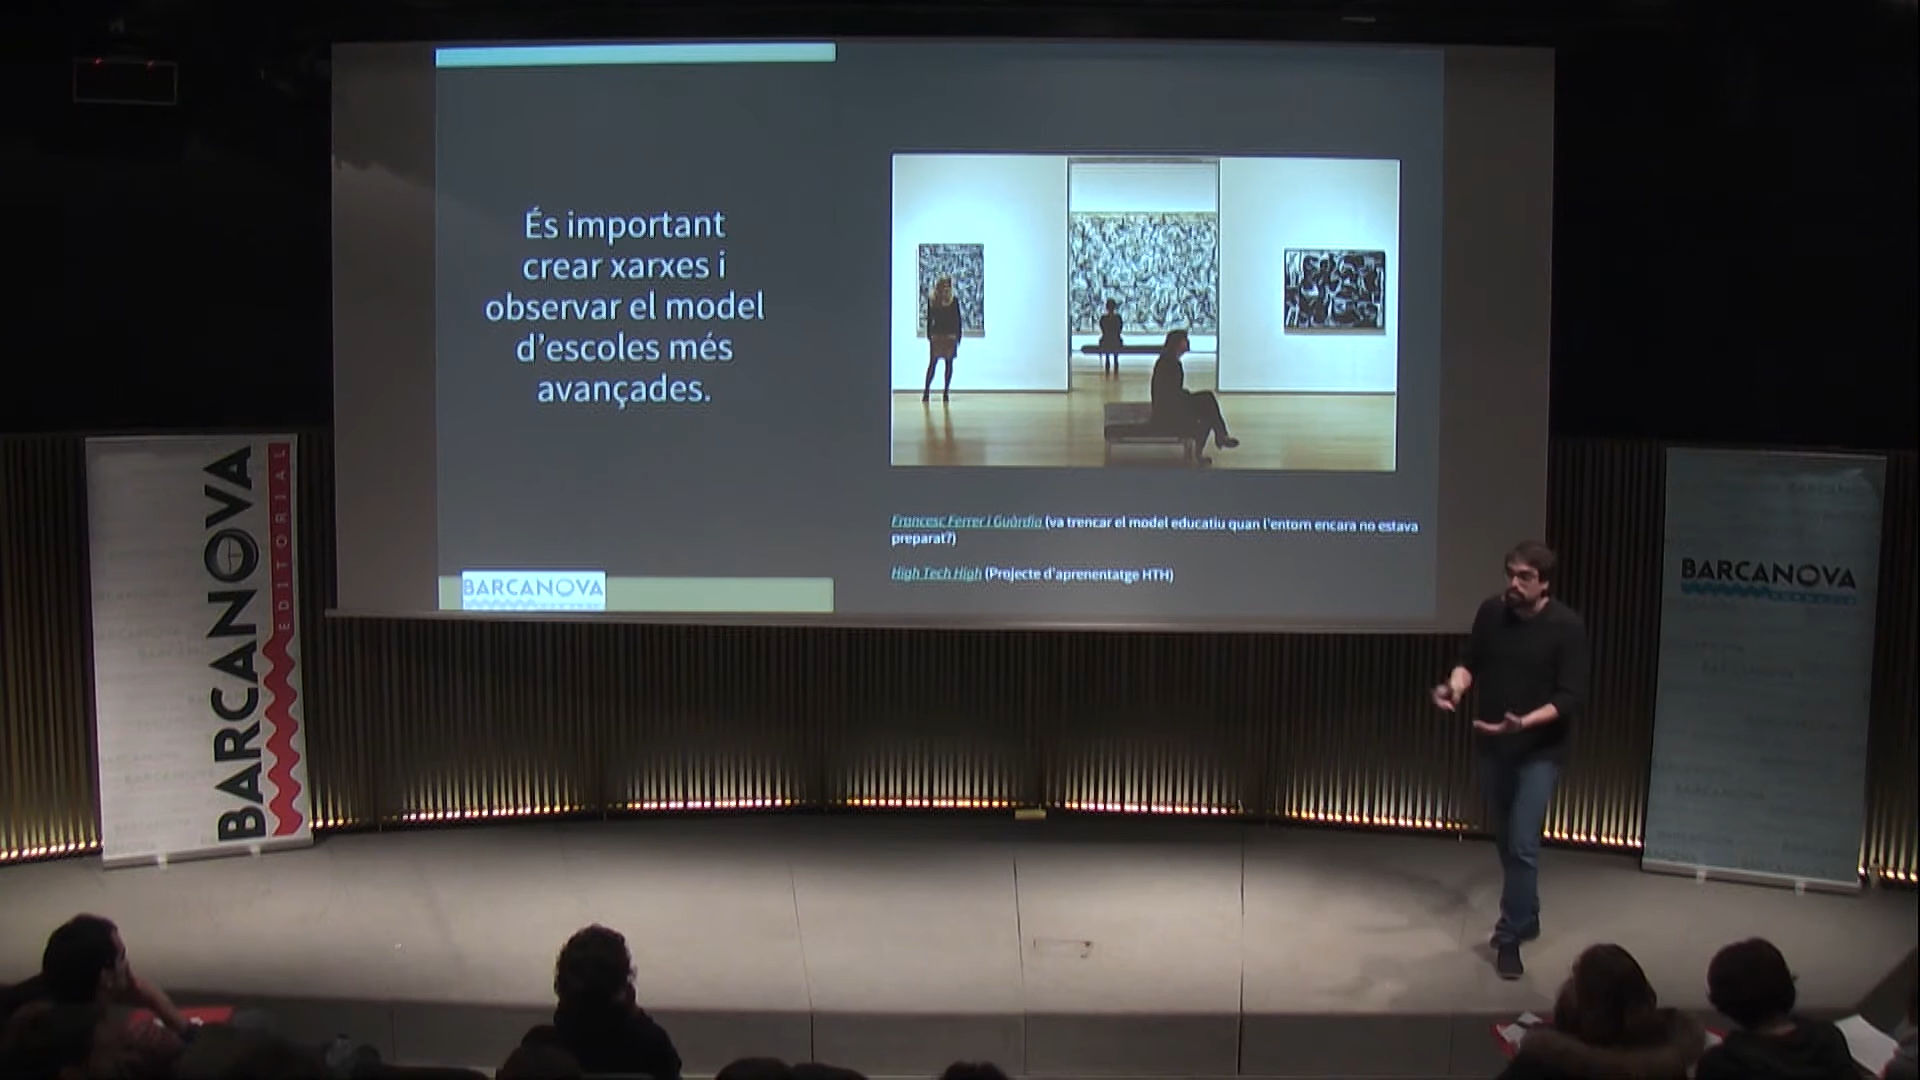 És important
crear xarxes i
observar el model
d'escoles més
avançades.
Francesc Ferrer i Guàrdia (va trencar el model educatiu quan l'entorn encara no estava
preparat?)
High Tech High (Projecte d'aprenentatge HTH)
BARCANOVA
BARCANOVA
EDITORIAL
BARCANOVA